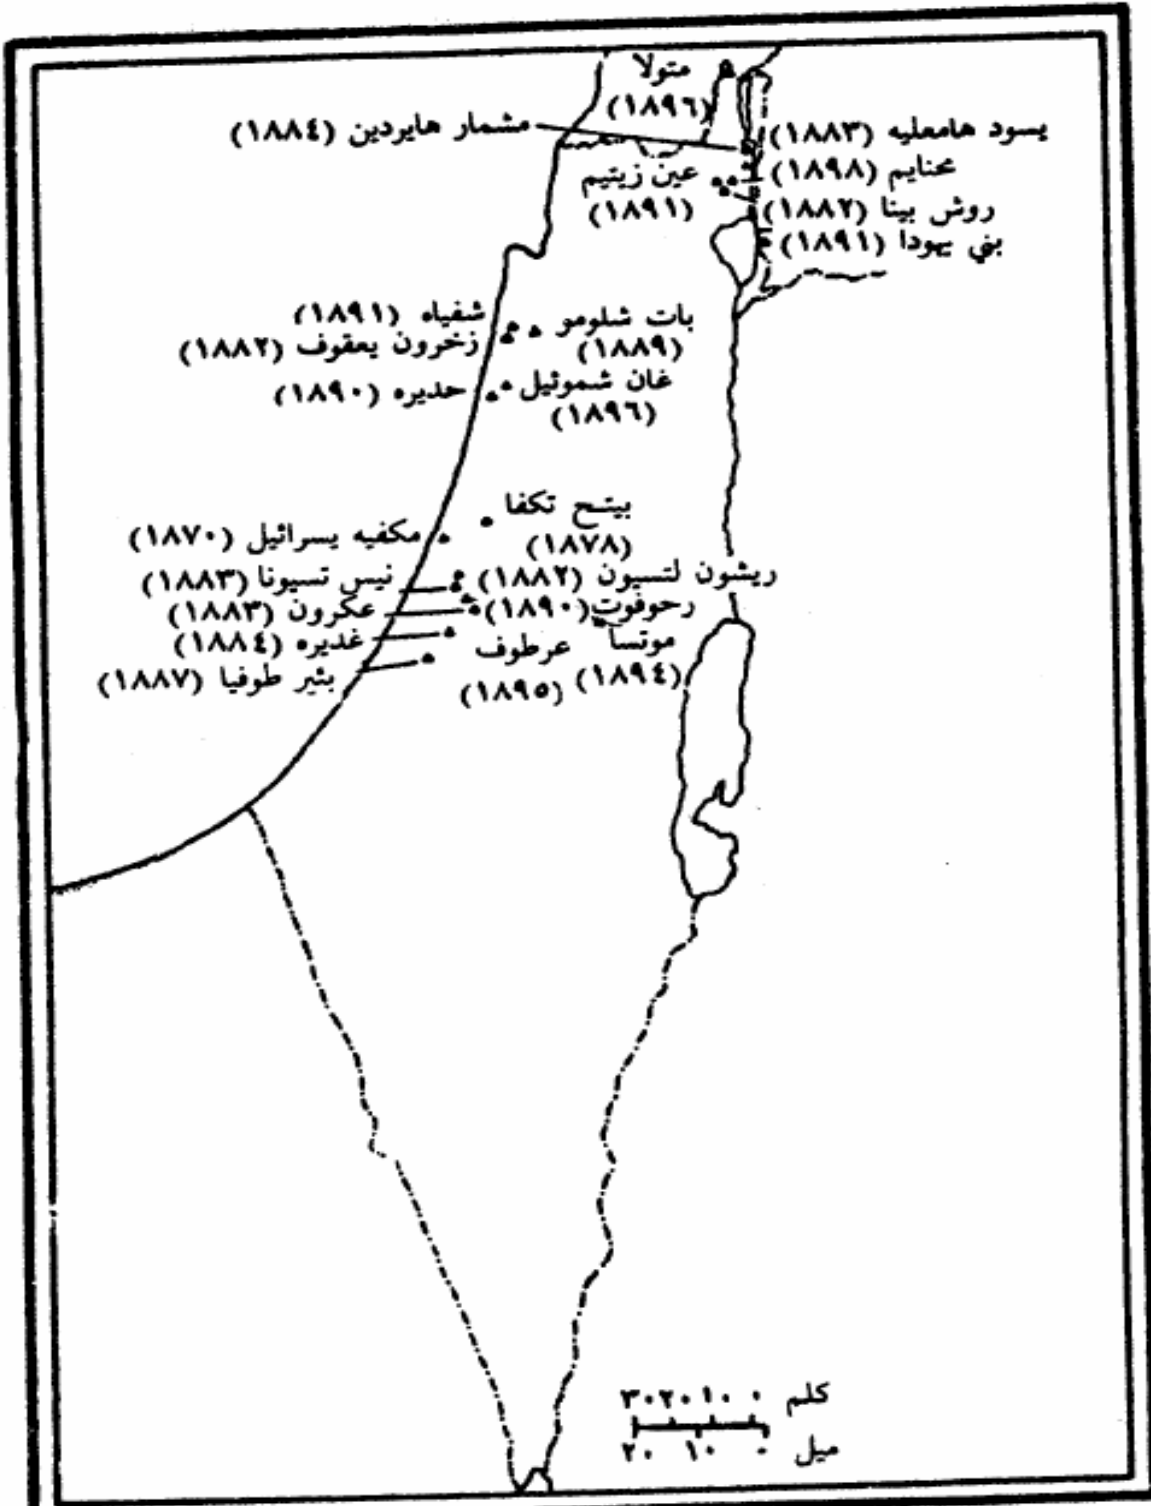 متولا
(١٨٩٦)
مشمار هايردين (١٨٨٤)
يسود هامعليه (١٨٨٣)
محنايم (١٨٩٨)
عين زيتيم
(١٨٩١)
روش بينا (١٨٨٢)
بني يهودا (١٨٩١)
شفياه (١٨٩١)
زخرون يعقوف (١٨٨٢)
بات شلومو
(١٨٨٩)
حديره (١٨٩٠)
غان شموئيل
(١٨٩٦)
بيتح تكفا
(١٨٧٨)
مكفيه يسرائيل (١٨٧٠)
ريشون لتسيون (١٨٨٢)
نيس تسيونا (١٨٨٣)
رحوفوت (١٨٩٠)
عكرون (١٨٨٣)
موتسا
(١٨٩٤)
عرطوف
(١٨٩٥)
غديره (١٨٨٤)
بئير طوفيا (١٨٨٧)
كلم ٠ ١٠ ٢٠ ٣٠
ميل ٠ ١٠ ٢٠